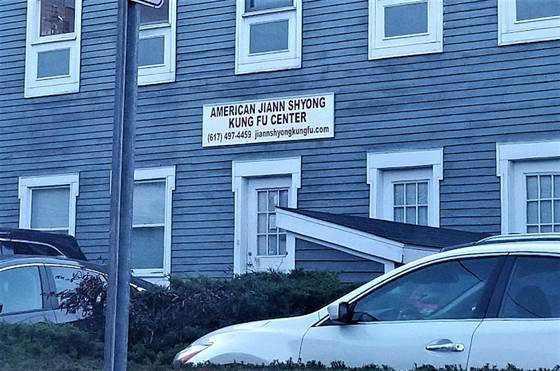 AMERICAN JIANN SHYONG
KUNG FU CENTER
(617) 497-4459 jiannshyongkungfu.com